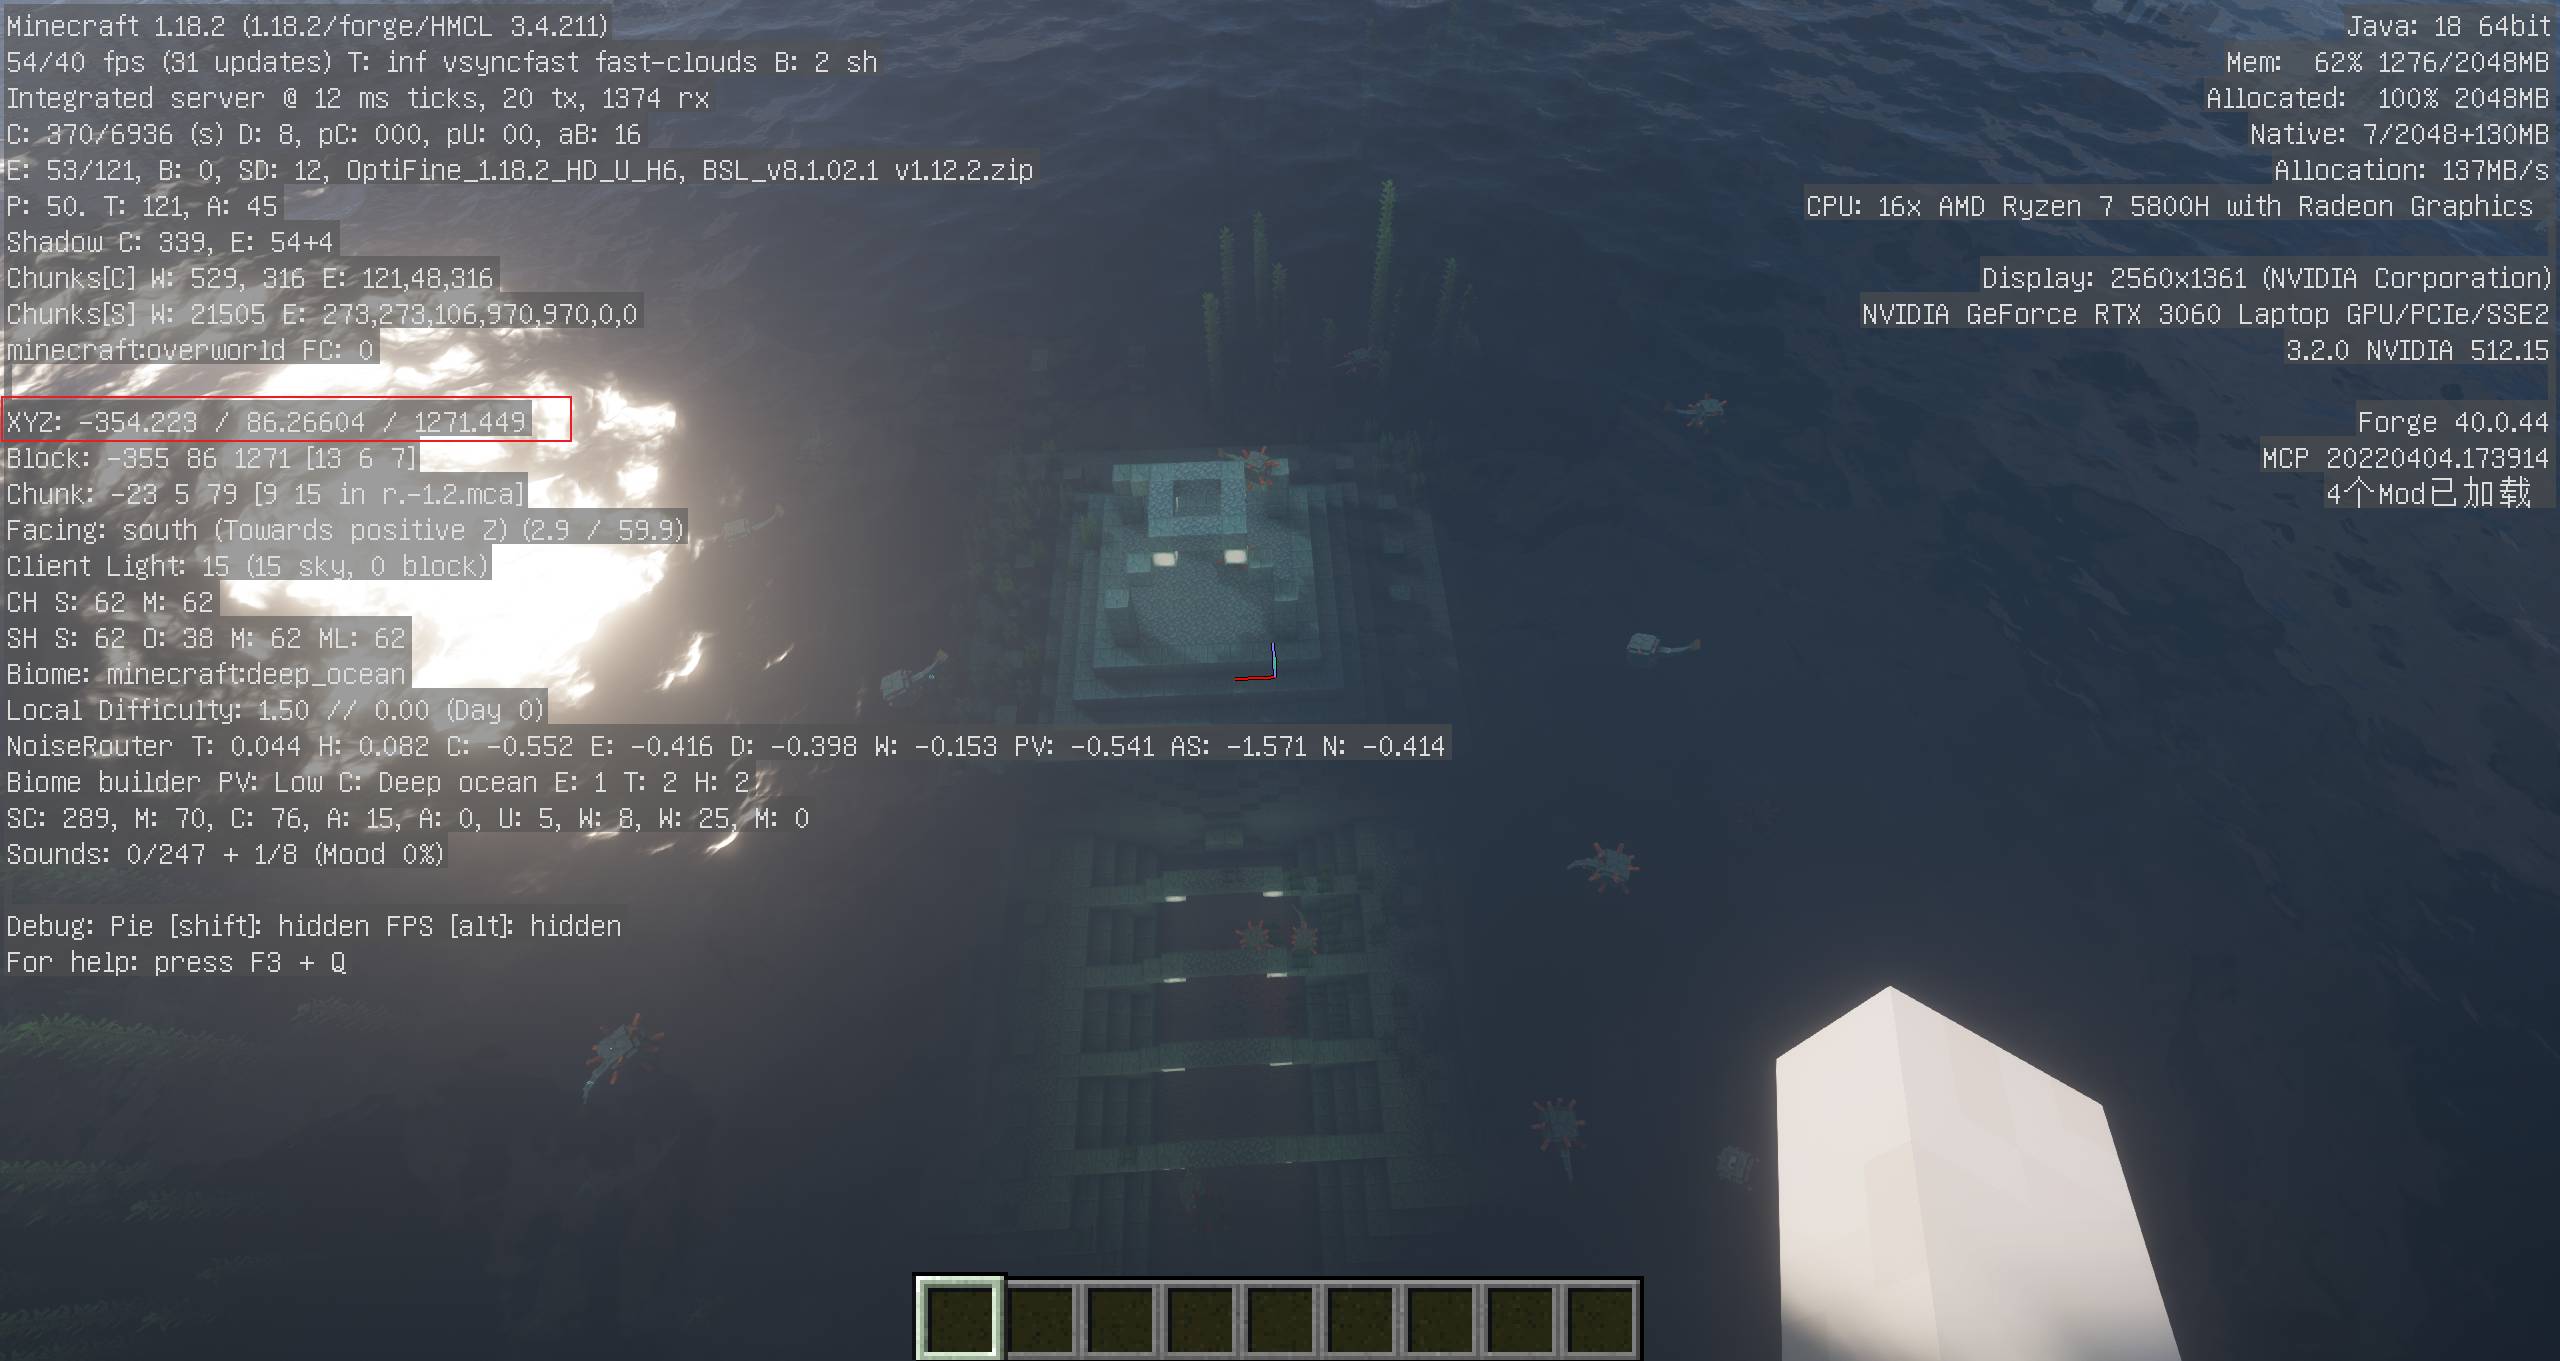 Minecraft 1.18.2 (1.18.2/forge/HMCL 3.4.211)
54/40 fps (31 updates) T: inf vsyncfast fast-clouds B: 2 sh
Integrated server @ 12 ms ticks, 20 tx, 1374 rx
C: 370/6936 (s) D: 8, pC: 000, pU: 00, aB: 16
E: 53/121, B: 0, SD: 12, OptiFine_1.18.2_HD_U_H6, BSL_v8.1.02.1 v1.12.2.zip
P: 50. T: 121, A: 45
Shadow C: 339, E: 54+4
Chunks[C] W: 529, 316 E: 121,48,316
Chunks[S] W: 21505 E: 273,273,106,970,970,0,0
minecraft:overworld FC: 0
XYZ: -354.223 / 86.26604 / 1271.449
Block: -355 86 1271 [13 6 7]
Chunk: -23 5 79 [9 15 in r.-1.2.mca]
Facing: south (Towards positive Z) (2.9 / 59.9)
Client Light: 15 (15 sky, 0 block)
CH S: 62 M: 62
SH S: 62 O: 38 M: 62 ML: 62
Biome: minecraft:deep_ocean
Local Difficulty: 1.50 // 0.00 (Day 0)
NoiseRouter T: 0.044 H: 0.082 C: -0.552 E: -0.416 D: -0.398 W: -0.153 PV: -0.541 AS: -1.571 N: -0.414
Biome builder PV: Low C: Deep ocean E: 1 T: 2 H: 2
SC: 289, M: 70, C: 76, A: 15, A: 0, U: 5, W: 8, W: 25, M: 0
Sounds: 0/247 + 1/8 (Mood 0%)
Debug: Pie [shift]: hidden FPS [alt]: hidden
For help: press F3 + Q
Java: 18 64bit
Mem: 62% 1276/2048MB
Allocated: 100% 2048MB
Native: 7/2048+130MB
Allocation: 137MB/s
CPU: 16x AMD Ryzen 7 5800H with Radeon Graphics
Display: 2560x1361 (NVIDIA Corporation)
NVIDIA GeForce RTX 3060 Laptop GPU/PCIe/SSE2
3.2.0 NVIDIA 512.15
Forge 40.0.44
MCP 20220404.173914
4个Mod已加载